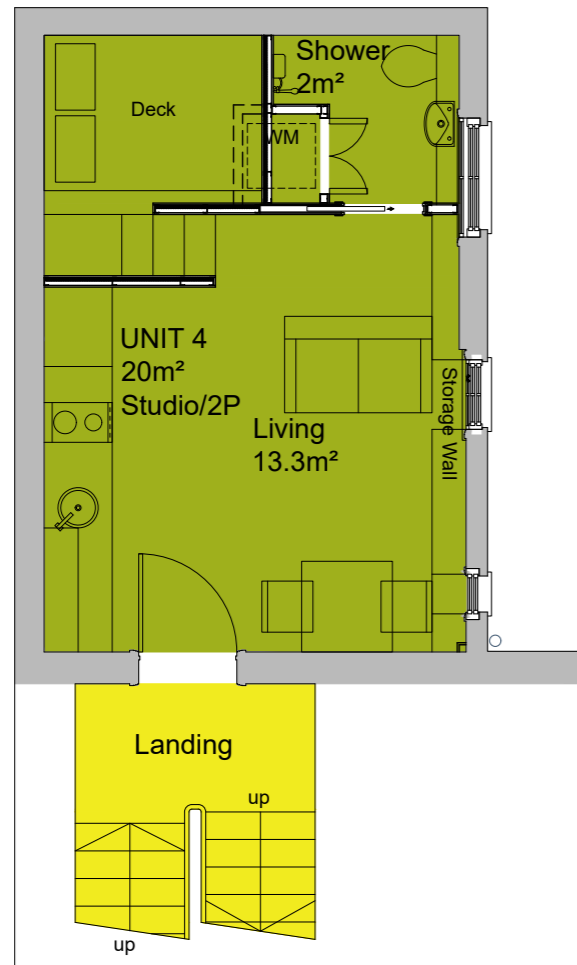 Shower
2m²
Deck
WM
UNIT 4
20m²
Studio/2P
Living
13.3m²
Storage Wall
Landing
up
up